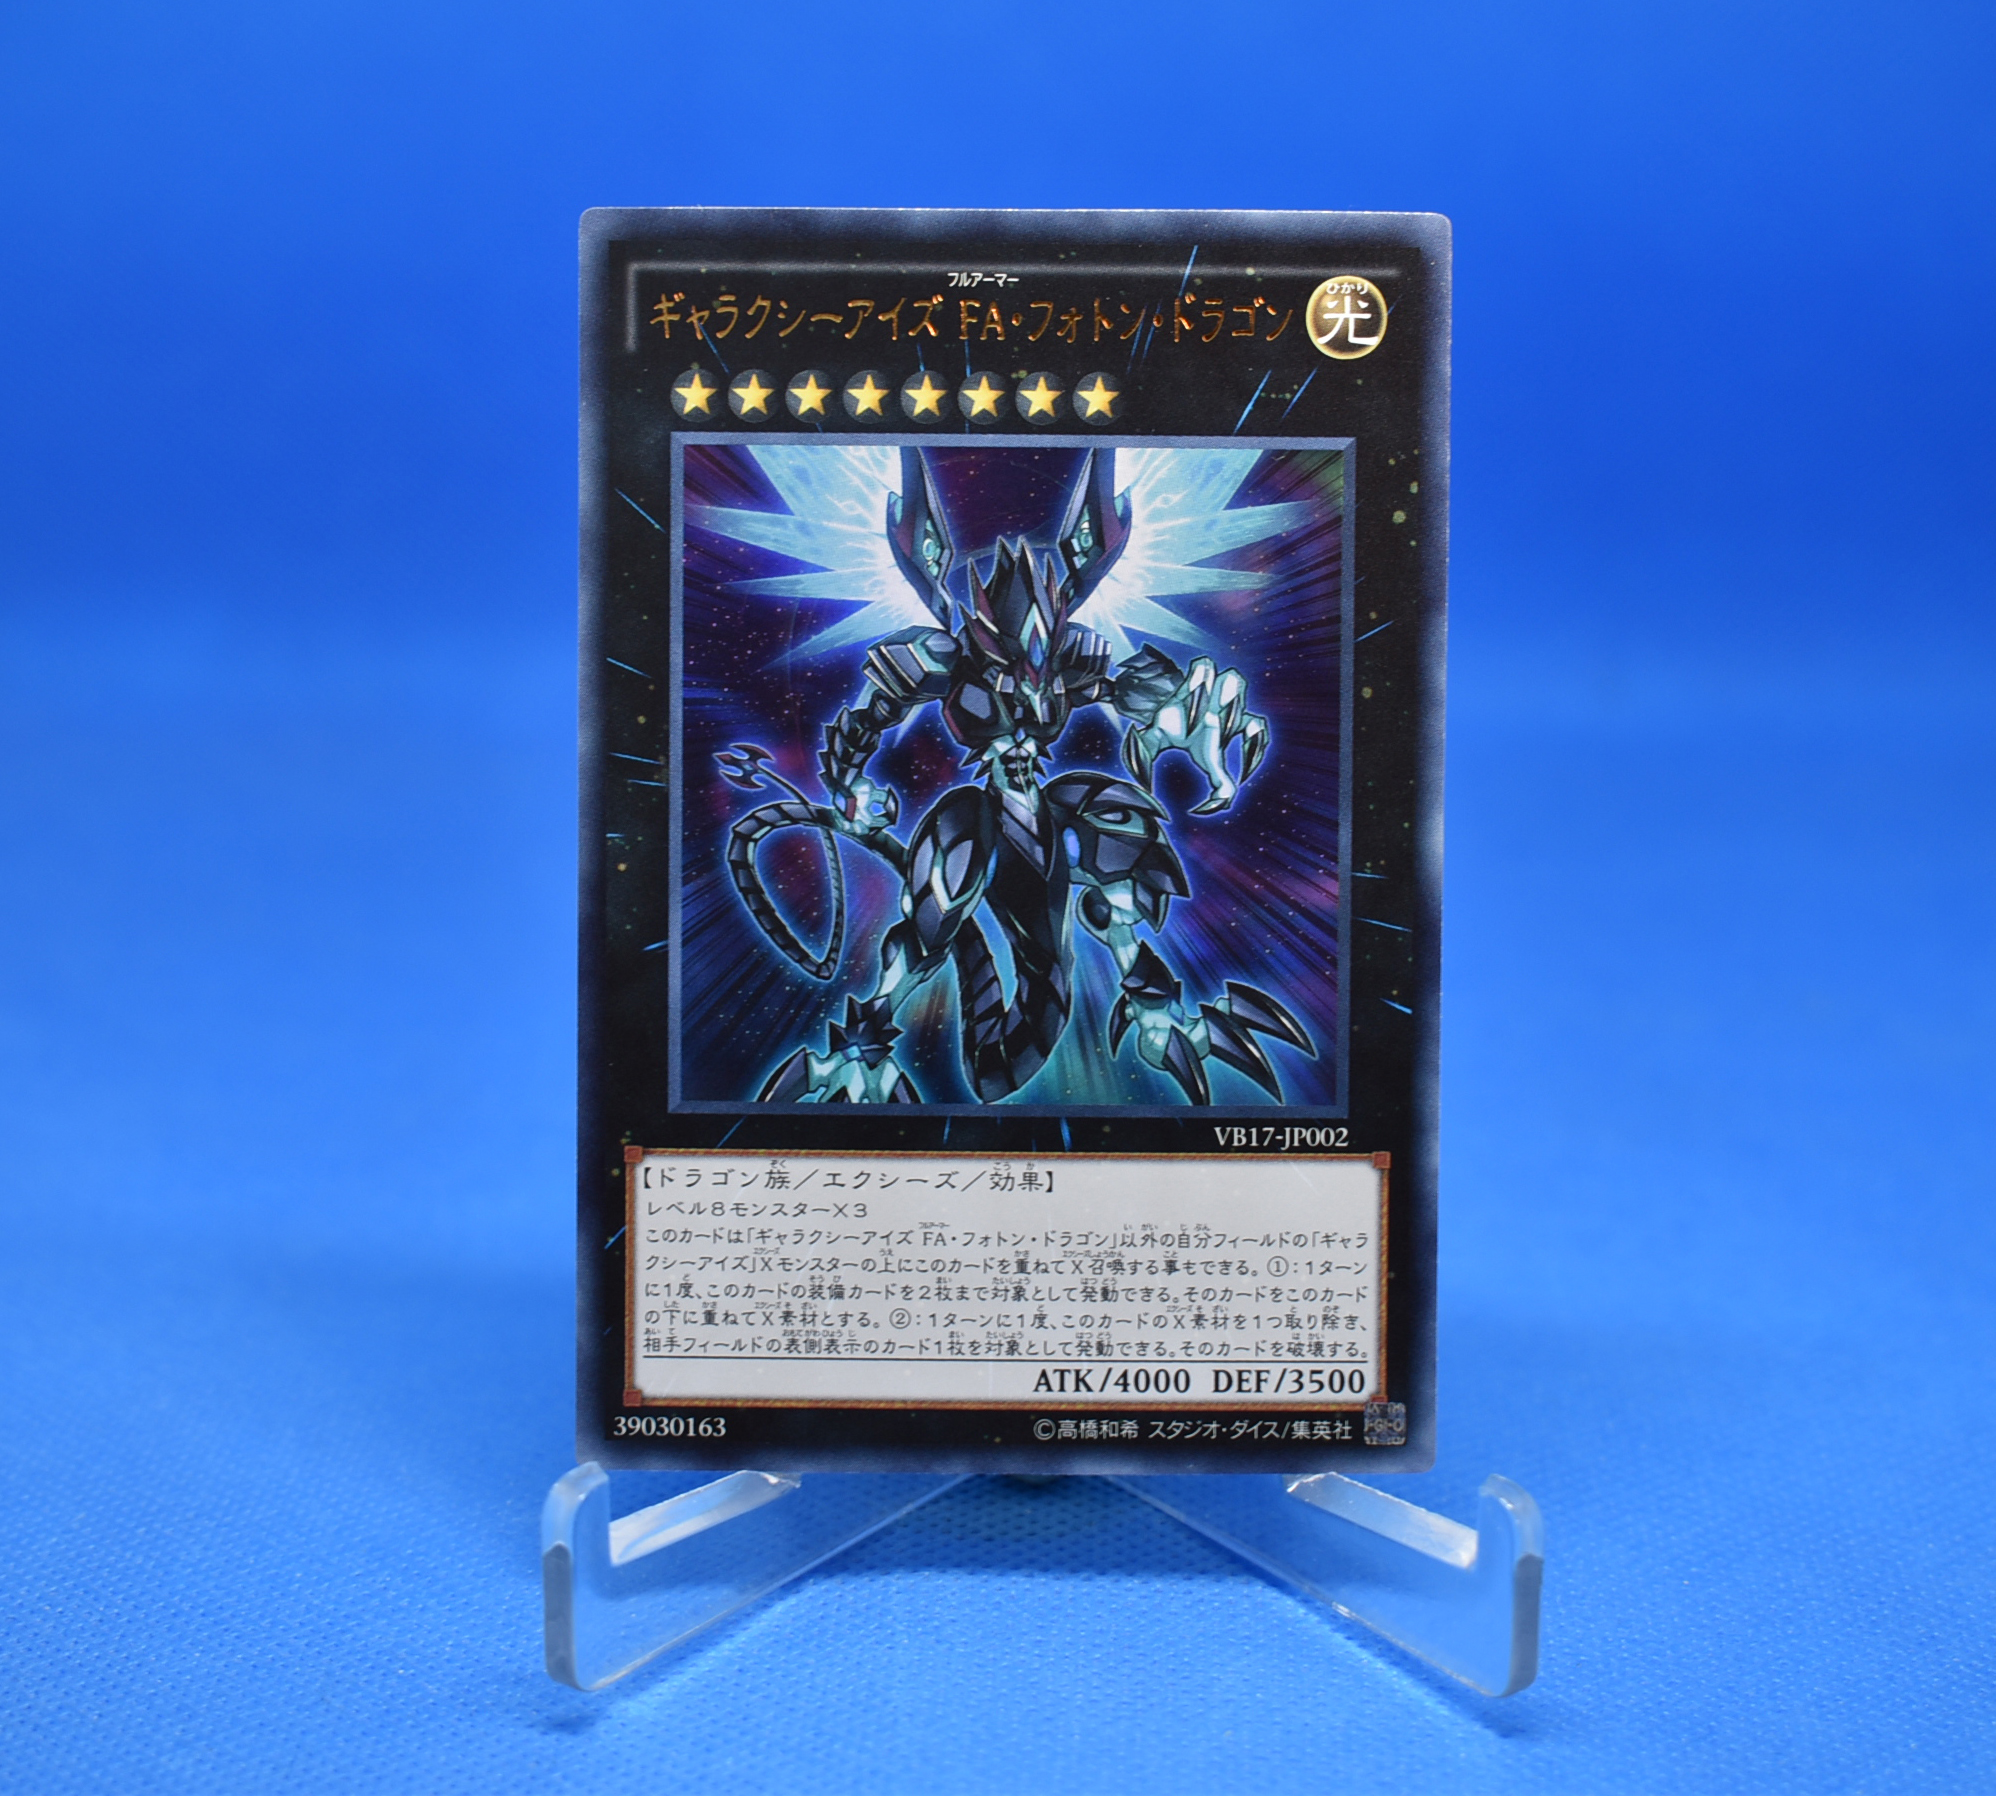 フルアーマー
ギャラクシーアイズ FA・フォトン・ドラゴン
ひかり
光
VB17-JP002
【ドラゴン族／エクシーズ／効果】
レベル8モンスター×3
このカードは「ギャラクシーアイズ FA・フォトン・ドラゴン」以外の自分フィールドの「ギャラ
クシーアイズ」Xモンスターの上にこのカードを重ねてX召喚する事もできる。①：1ターン
に1度、このカードの装備カードを2枚まで対象として発動できる。そのカードをこのカード
の下に重ねてX素材とする。②：1ターンに1度、このカードのX素材を1つ取り除き、
相手フィールドの表側表示のカード1枚を対象として発動できる。そのカードを破壊する。
ATK/4000 DEF/3500
39030163
©高橋和希 スタジオ・ダイス/集英社